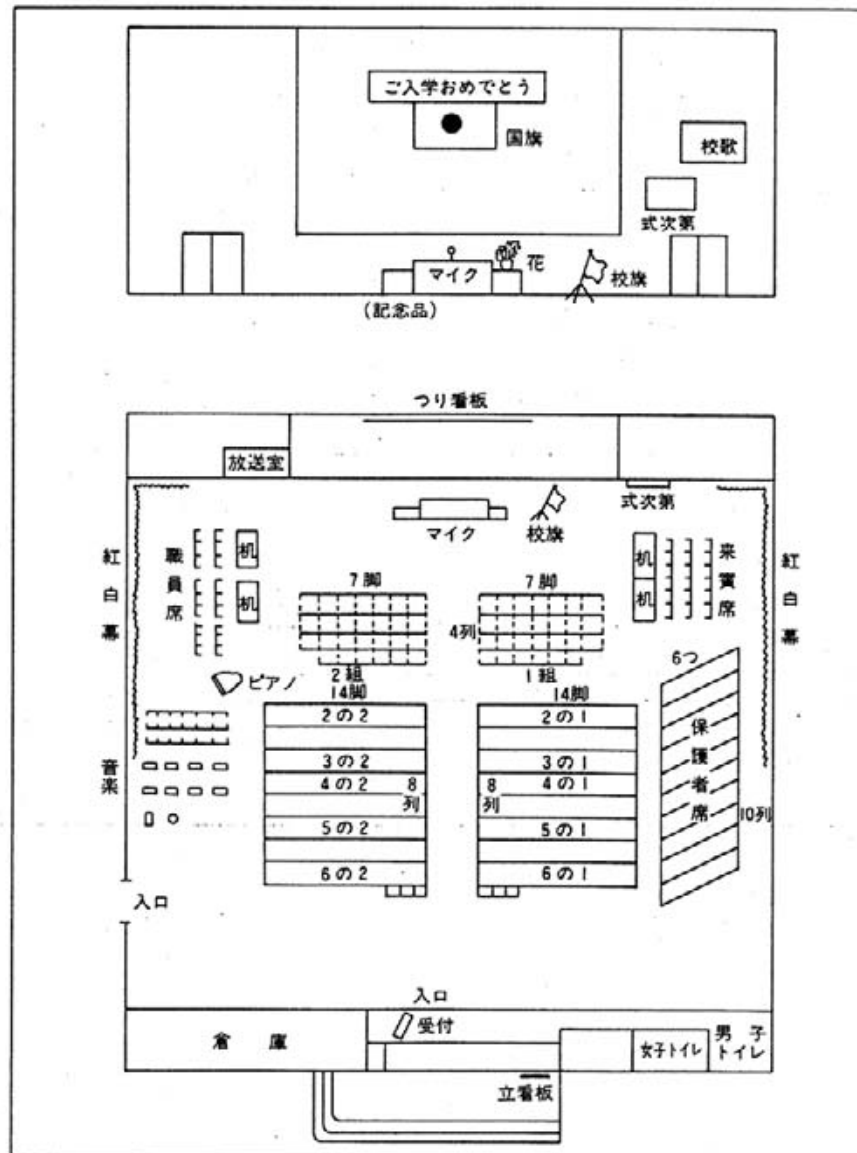 ご入学おめでとう
国旗
校歌
式次第
マイク
花
校旗
(記念品)
つり看板
放送室
マイク
校旗
式次第
紅白幕
職員席
机
机
7脚
7脚
4列
机
机
来賓席
紅白幕
2組
1組
ピアノ
14脚
14脚
6つ
2の2
2の1
3の2
3の1
4の2
4の1
8列
8列
5の2
5の1
6の2
6の1
保護者席
10列
音楽
入口
入口
倉庫
受付
女子トイレ
男子
トイレ
立看板